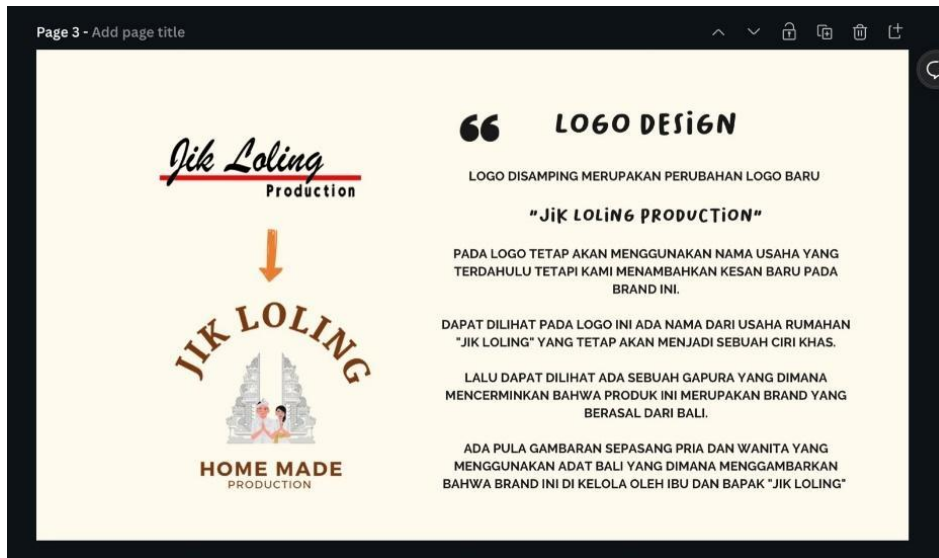 Page 3 - Add page title
Jik Loling
Production
JIK LOLING
HOME MADE
PRODUCTION
LOGO DESIGN
LOGO DISAMPING MERUPAKAN PERUBAHAN LOGO BARU
"JIK LOLING PRODUCTION"
PADA LOGO TETAP AKAN MENGGUNAKAN NAMA USAHA YANG
TERDAHULU TETAPI KAMI MENAMBAHKAN KESAN BARU PADA
BRAND INI.
DAPAT DILIHAT PADA LOGO INI ADA NAMA DARI USAHA RUMAHAN
"JIK LOLING" YANG TETAP AKAN MENJADI SEBUAH CIRI KHAS.
LALU DAPAT DILIHAT ADA SEBUAH GAPURA YANG DIMANA
MENCERMINKAN BAHWA PRODUK INI MERUPAKAN BRAND YANG
BERASAL DARI BALI.
ADA PULA GAMBARAN SEPASANG PRIA DAN WANITA YANG
MENGGUNAKAN ADAT BALI YANG DIMANA MENGGAMBARKAN
BAHWA BRAND INI DI KELOLA OLEH IBU DAN BAPAK "JIK LOLING"